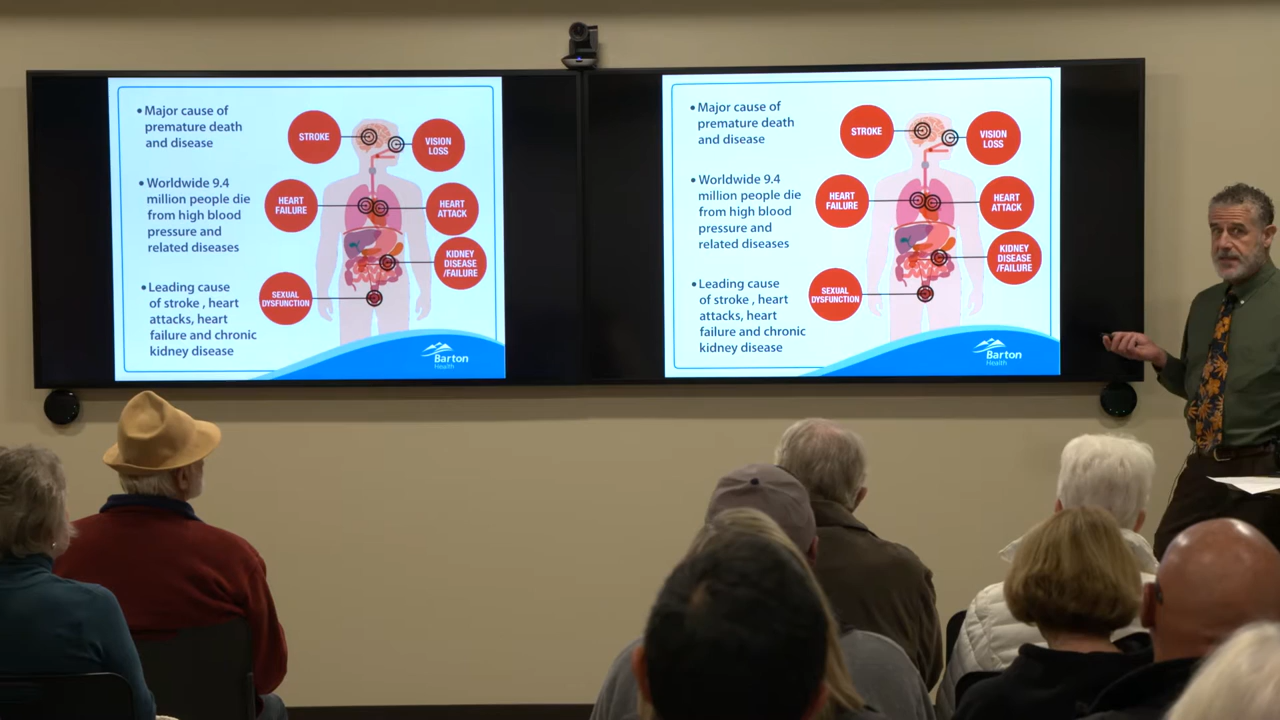 • Major cause of
premature death
and disease
• Worldwide 9.4
million people die
from high blood
pressure and
related diseases
• Leading cause
of stroke , heart
attacks, heart
failure and chronic
kidney disease
STROKE
VISION
LOSS
HEART
FAILURE
HEART
ATTACK
KIDNEY
DISEASE
/FAILURE
SEXUAL
DYSFUNCTION
Barton
Health
• Major cause of
premature death
and disease
• Worldwide 9.4
million people die
from high blood
pressure and
related diseases
• Leading cause
of stroke , heart
attacks, heart
failure and chronic
kidney disease
STROKE
VISION
LOSS
HEART
FAILURE
HEART
ATTACK
KIDNEY
DISEASE
/FAILURE
SEXUAL
DYSFUNCTION
Barton
Health